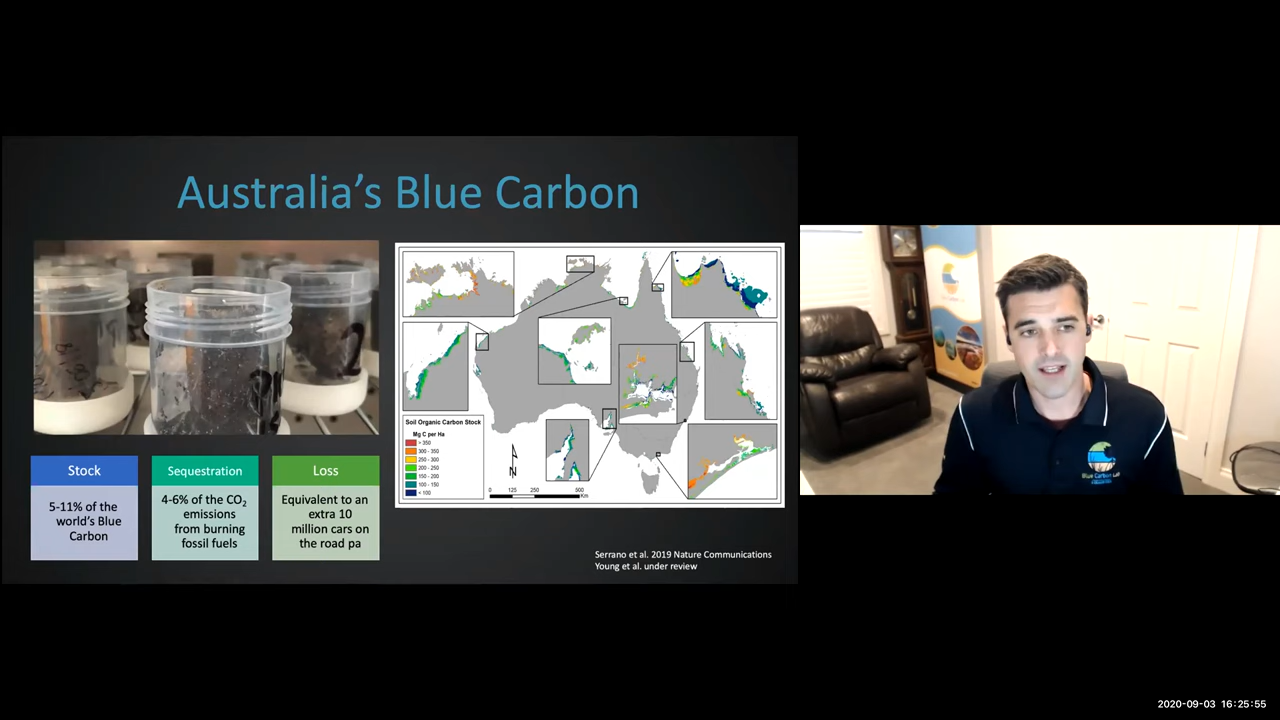 Australia's Blue Carbon
Stock
5-11% of the
world's Blue
Carbon
Sequestration
4-6% of the CO2
emissions
from burning
fossil fuels
Loss
Equivalent to an
extra 10
million cars on
the road pa
Soil Organic Carbon Stock
Mg C per Ha
> 350
300 - 350
250 - 300
200 - 250
150 - 200
100 - 150
< 100
N
0 125 250 500
Km
Serrano et al. 2019 Nature Communications
Young et al. under review
Blue Carbon Lab
2020-09-03 16:25:55